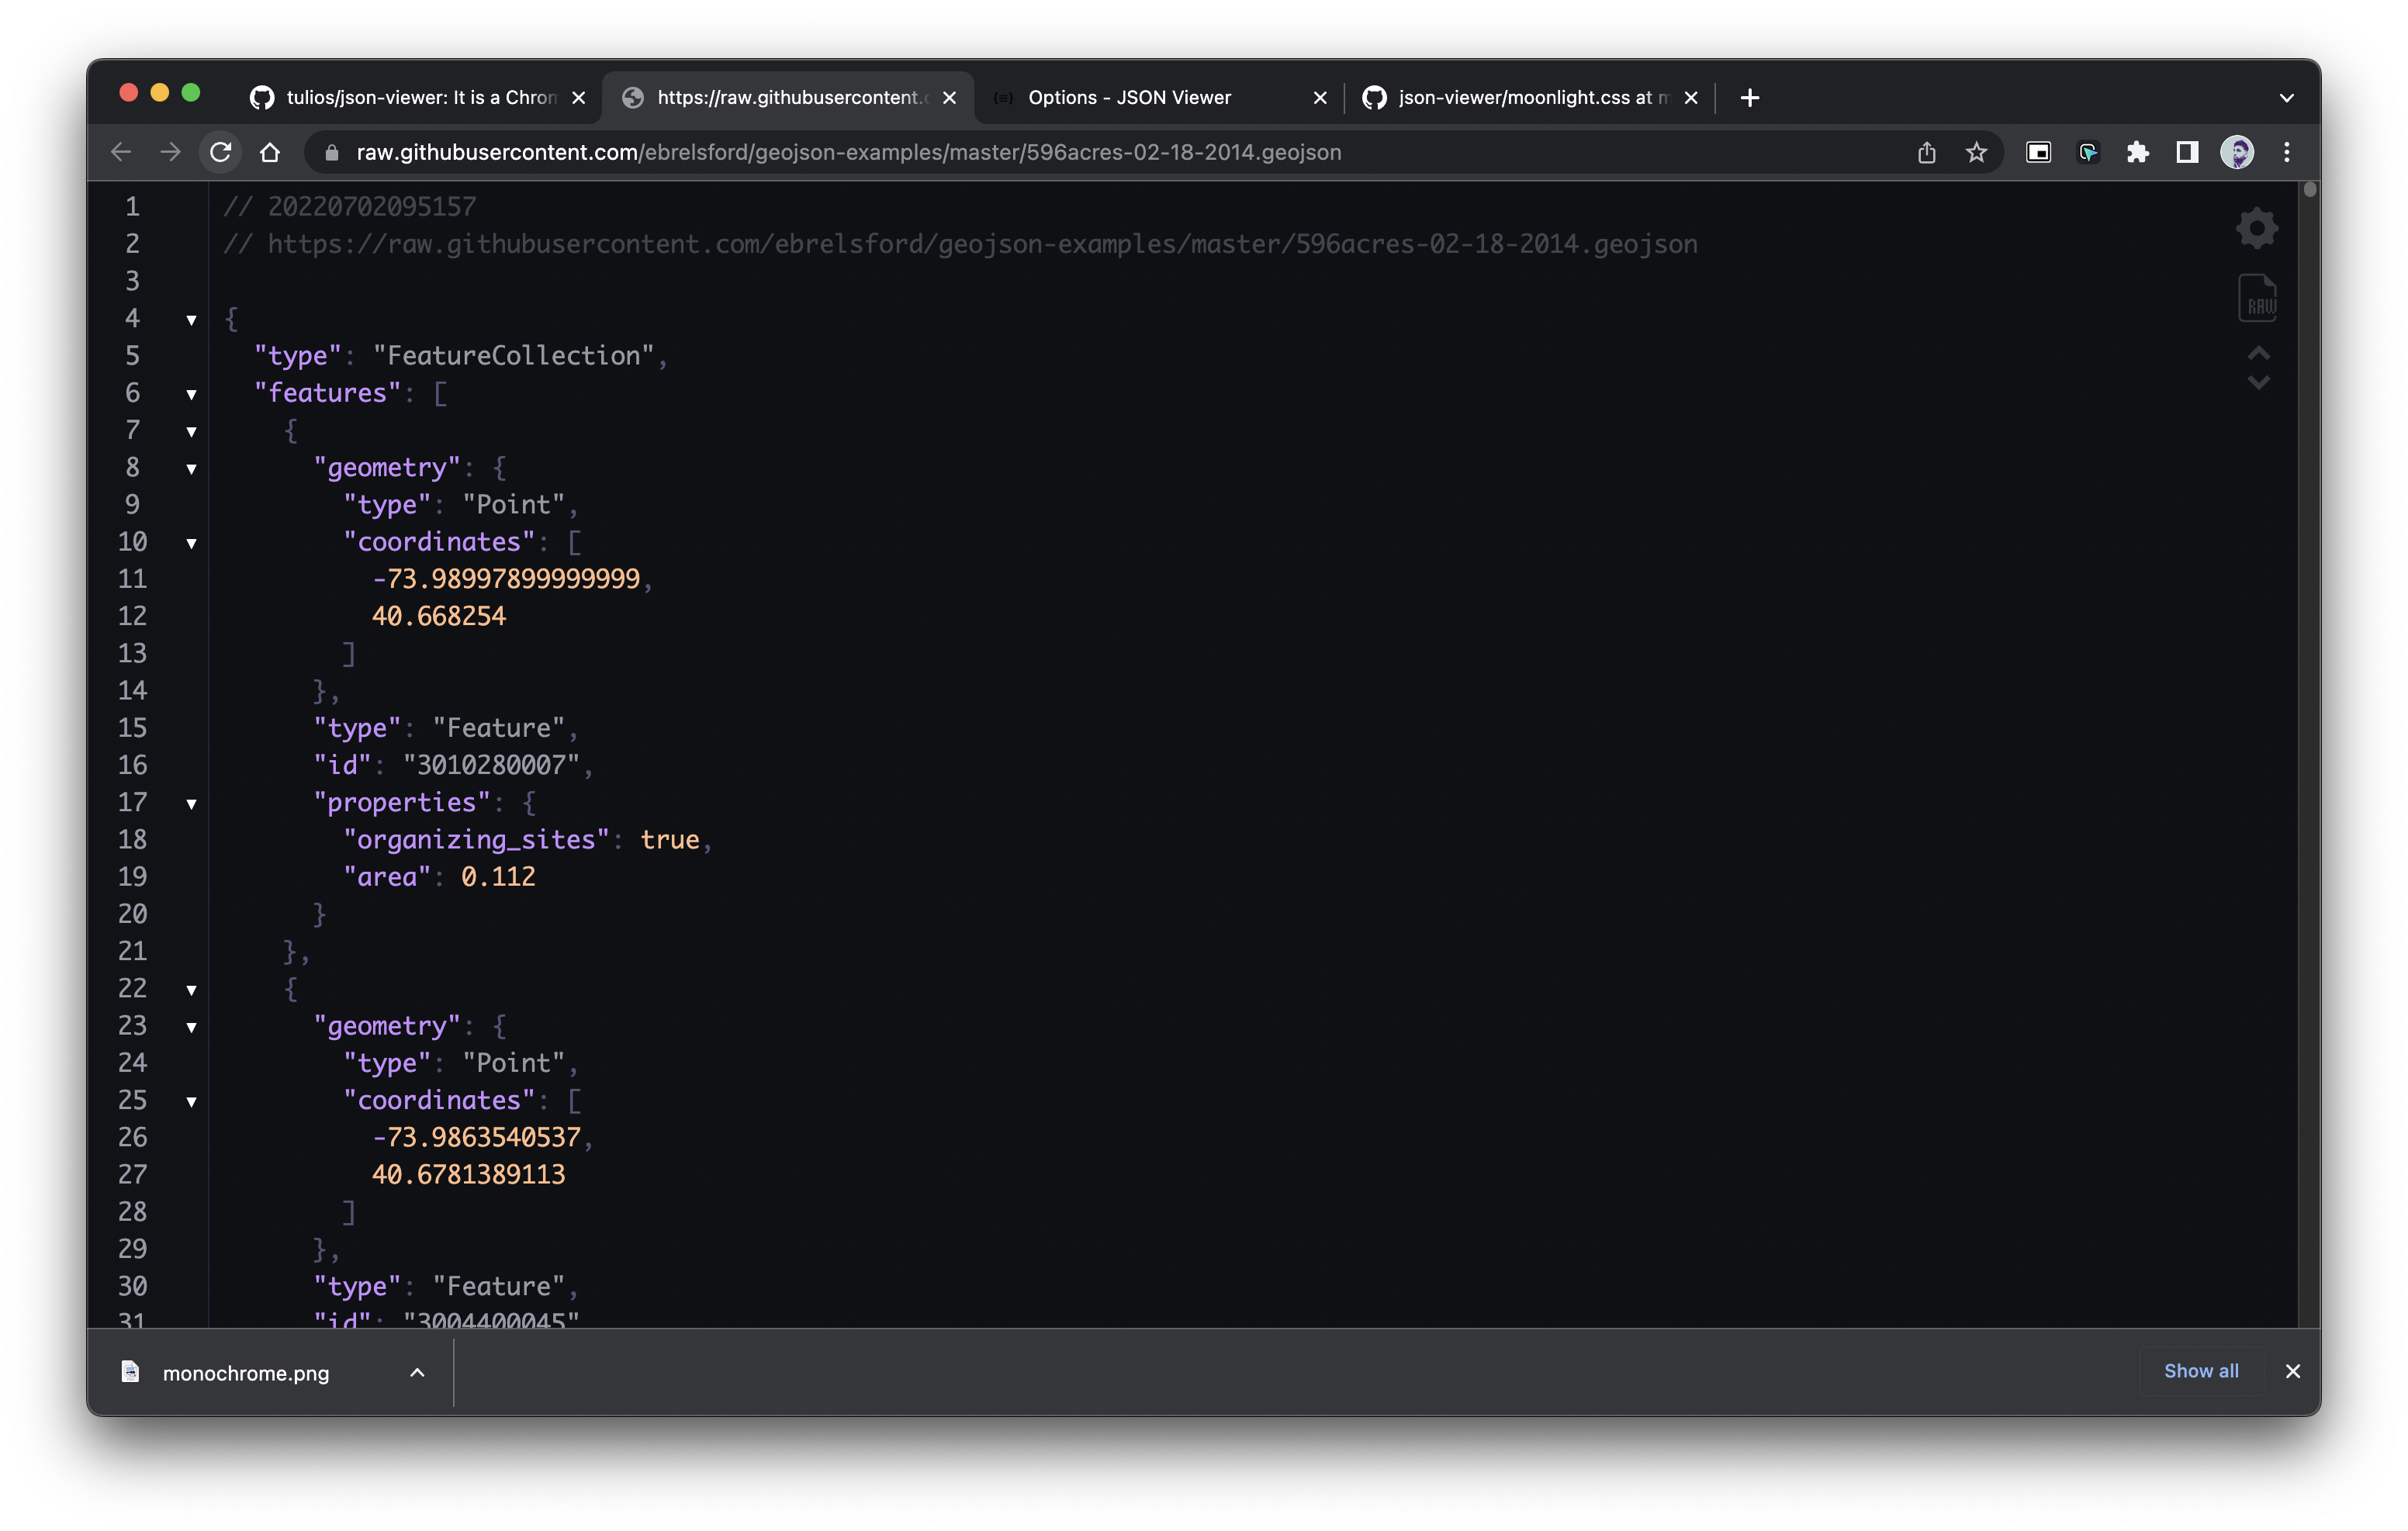 tulios/json-viewer: It is a Chrom
https://raw.githubusercontent.c
Options - JSON Viewer
json-viewer/moonlight.css at m
raw.githubusercontent.com/ebrelsford/geojson-examples/master/596acres-02-18-2014.geojson
1 // 20220702095157
2 // https://raw.githubusercontent.com/ebrelsford/geojson-examples/master/596acres-02-18-2014.geojson
3
4 {
5 "type": "FeatureCollection",
6 "features": [
7 {
8 "geometry": {
9 "type": "Point",
10 "coordinates": [
11 -73.98997899999999,
12 40.668254
13 ]
14 },
15 "type": "Feature",
16 "id": "3010280007",
17 "properties": {
18 "organizing_sites": true,
19 "area": 0.112
20 }
21 },
22 {
23 "geometry": {
24 "type": "Point",
25 "coordinates": [
26 -73.9863540537,
27 40.6781389113
28 ]
29 },
30 "type": "Feature",
31 "id": "3004400045"
RAW
monochrome.png
Show all